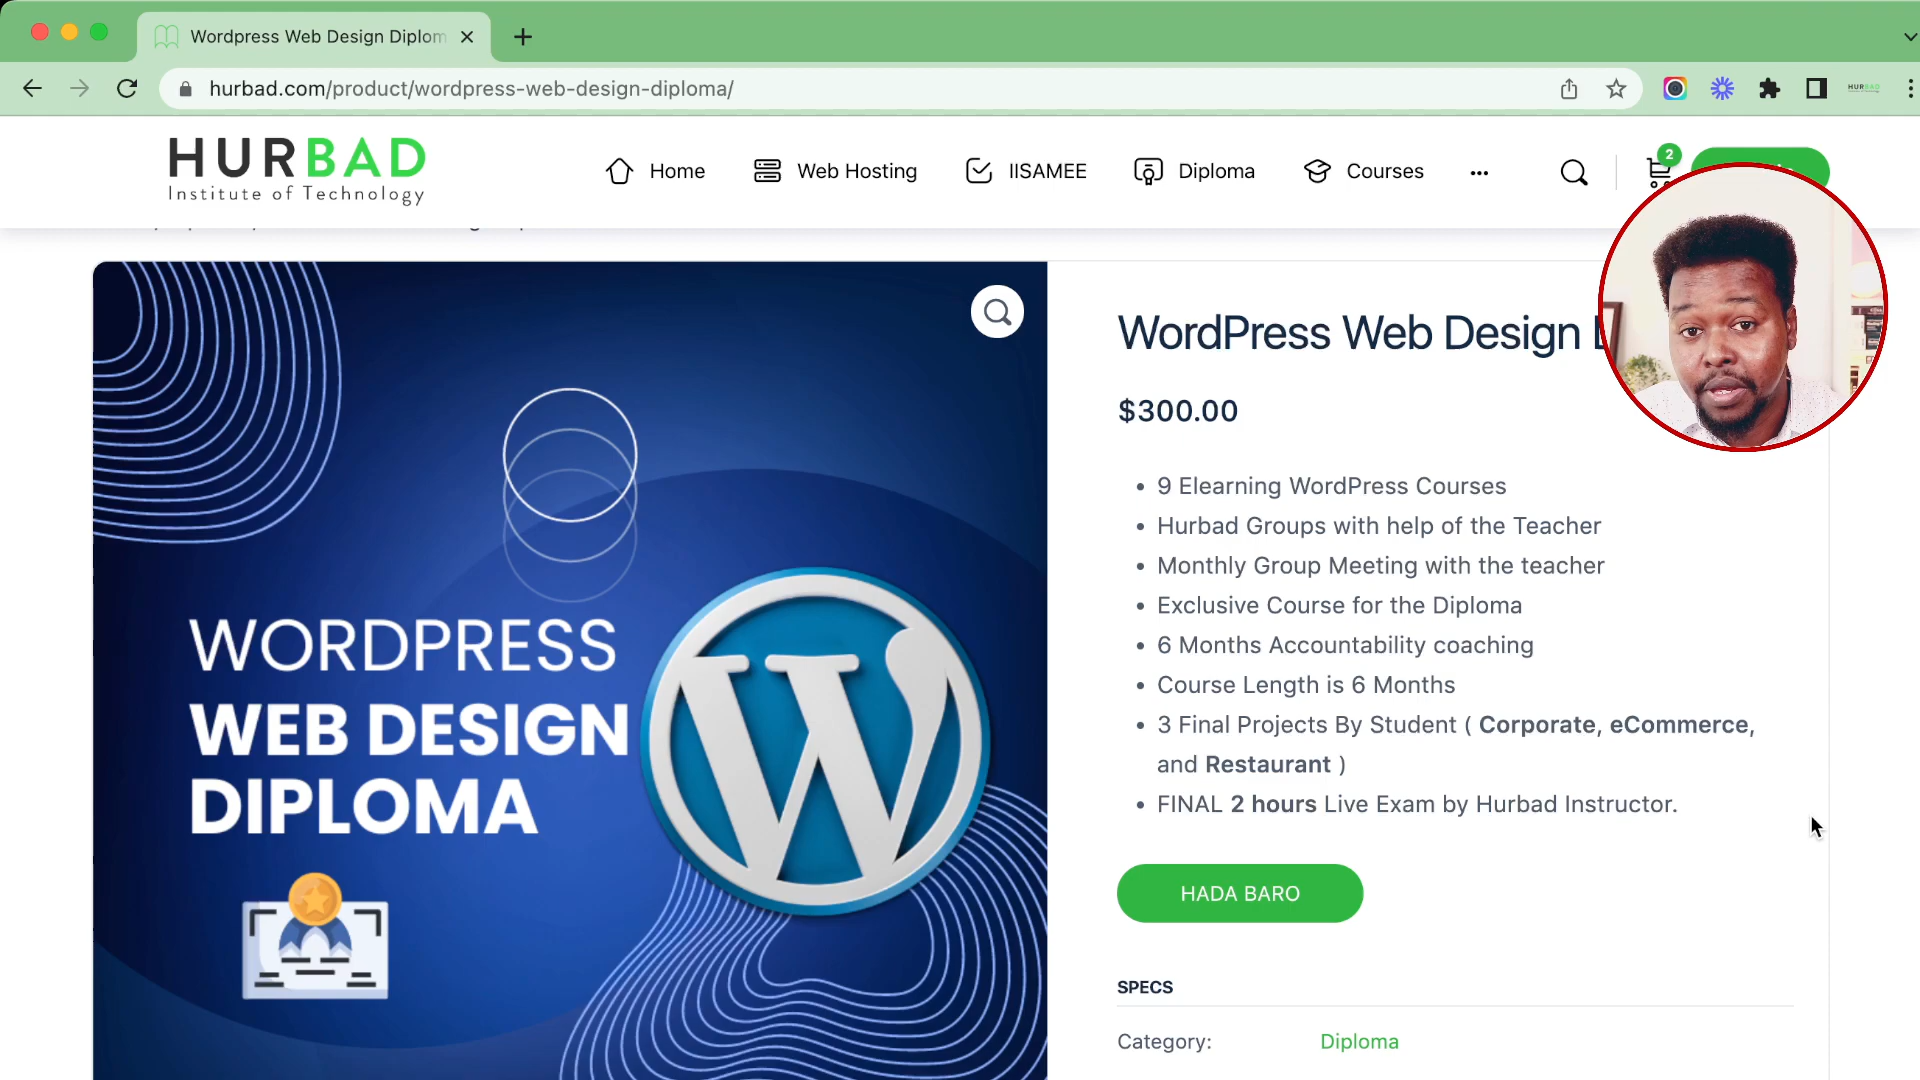 Wordpress Web Design Diplom
hurbad.com/product/wordpress-web-design-diploma/
HURBAD
HURBAD
Institute of Technology
Home
Web Hosting
IISAMEE
Diploma
Courses
2
WordPress Web Design
$300.00
9 Elearning WordPress Courses
Hurbad Groups with help of the Teacher
Monthly Group Meeting with the teacher
Exclusive Course for the Diploma
6 Months Accountability coaching
Course Length is 6 Months
3 Final Projects By Student ( Corporate, eCommerce,
and Restaurant )
FINAL 2 hours Live Exam by Hurbad Instructor.
HADA BARO
SPECS
Category:
Diploma
WORDPRESS
WEB DESIGN
DIPLOMA